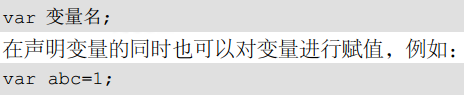 var 变量名;
在声明变量的同时也可以对变量进行赋值，例如：
var abc=1;